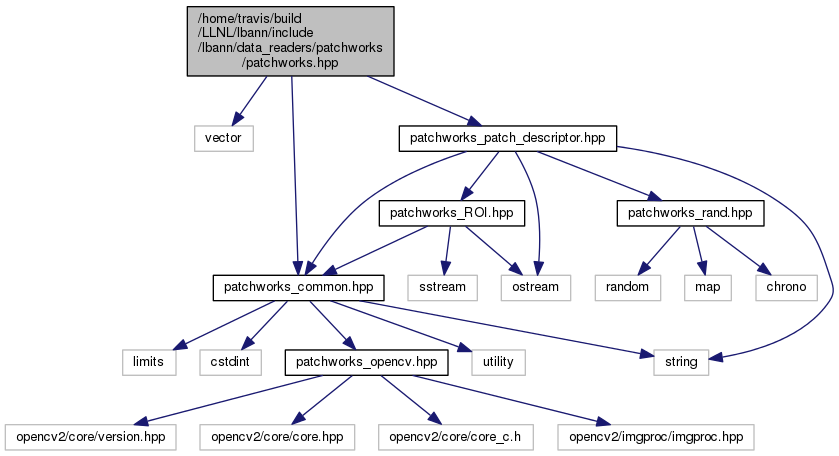 /home/travis/build
/LLNL/lbann/include
/lbann/data_readers/patchworks
/patchworks.hpp
vector
patchworks_patch_descriptor.hpp
patchworks_ROI.hpp
patchworks_rand.hpp
patchworks_common.hpp
sstream
ostream
random
map
chrono
limits
cstdint
patchworks_opencv.hpp
utility
string
opencv2/core/version.hpp
opencv2/core/core.hpp
opencv2/core/core_c.h
opencv2/imgproc/imgproc.hpp